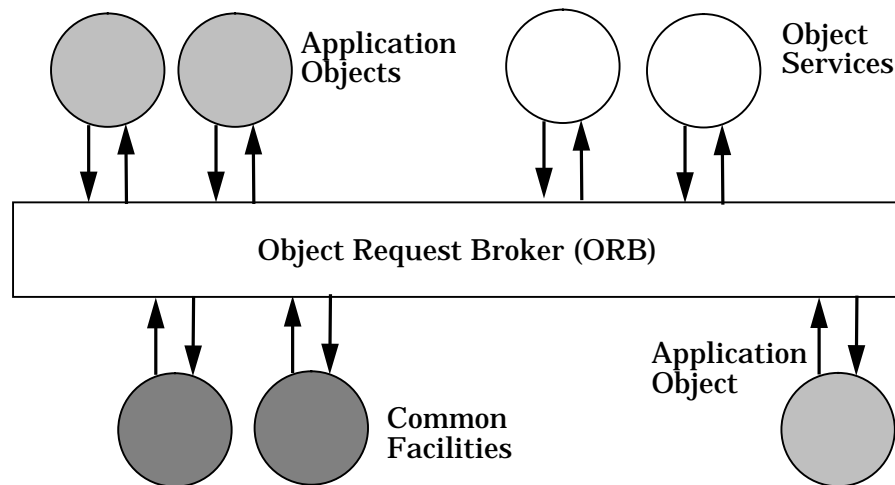 Application
Objects
Object
Services
Object Request Broker (ORB)
Application
Object
Common
Facilities